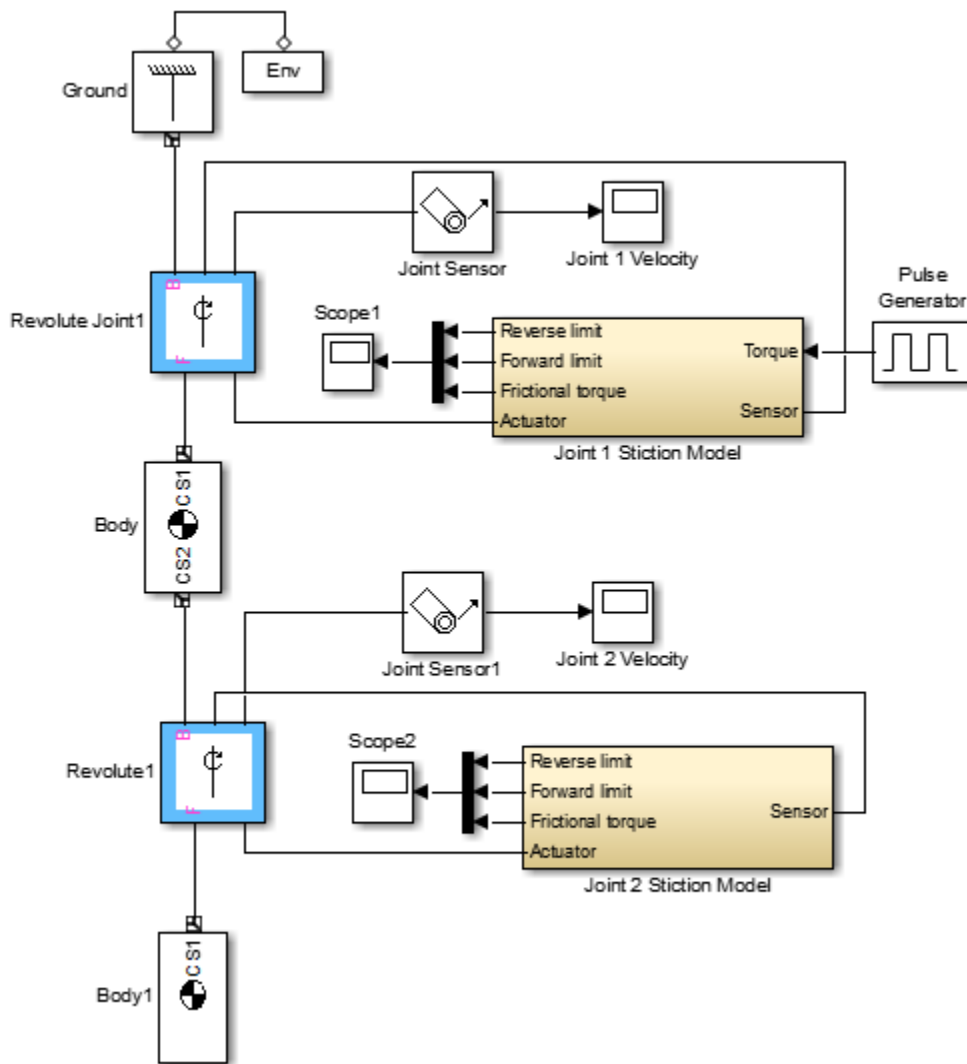 Env
Ground
Joint Sensor
Joint 1 Velocity
Pulse
Generator
B
Revolute Joint1
F
Scope1
Reverse limit
Forward limit
Frictional torque
Actuator
Torque
Sensor
Joint 1 Stiction Model
CS1
Body
CS2
Joint Sensor1
Joint 2 Velocity
B
Revolute1
F
Scope2
Reverse limit
Forward limit
Frictional torque
Actuator
Sensor
Joint 2 Stiction Model
CS1
Body1